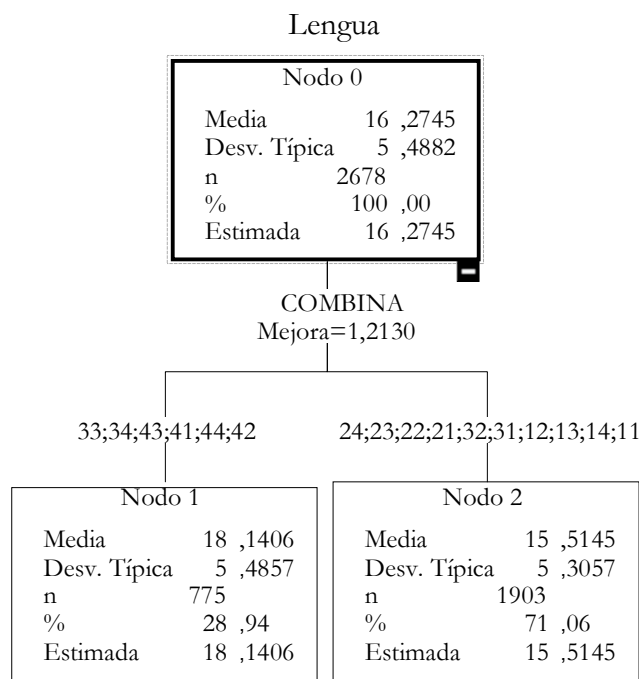 Lengua
Nodo 0
Media 16 ,2745
Desv. Típica 5 ,4882
n 2678
% 100 ,00
Estimada 16 ,2745
COMBINA
Mejora=1,2130
33;34;43;41;44;42
24;23;22;21;32;31;12;13;14;11
Nodo 1
Media 18 ,1406
Desv. Típica 5 ,4857
n 775
% 28 ,94
Estimada 18 ,1406
Nodo 2
Media 15 ,5145
Desv. Típica 5 ,3057
n 1903
% 71 ,06
Estimada 15 ,5145